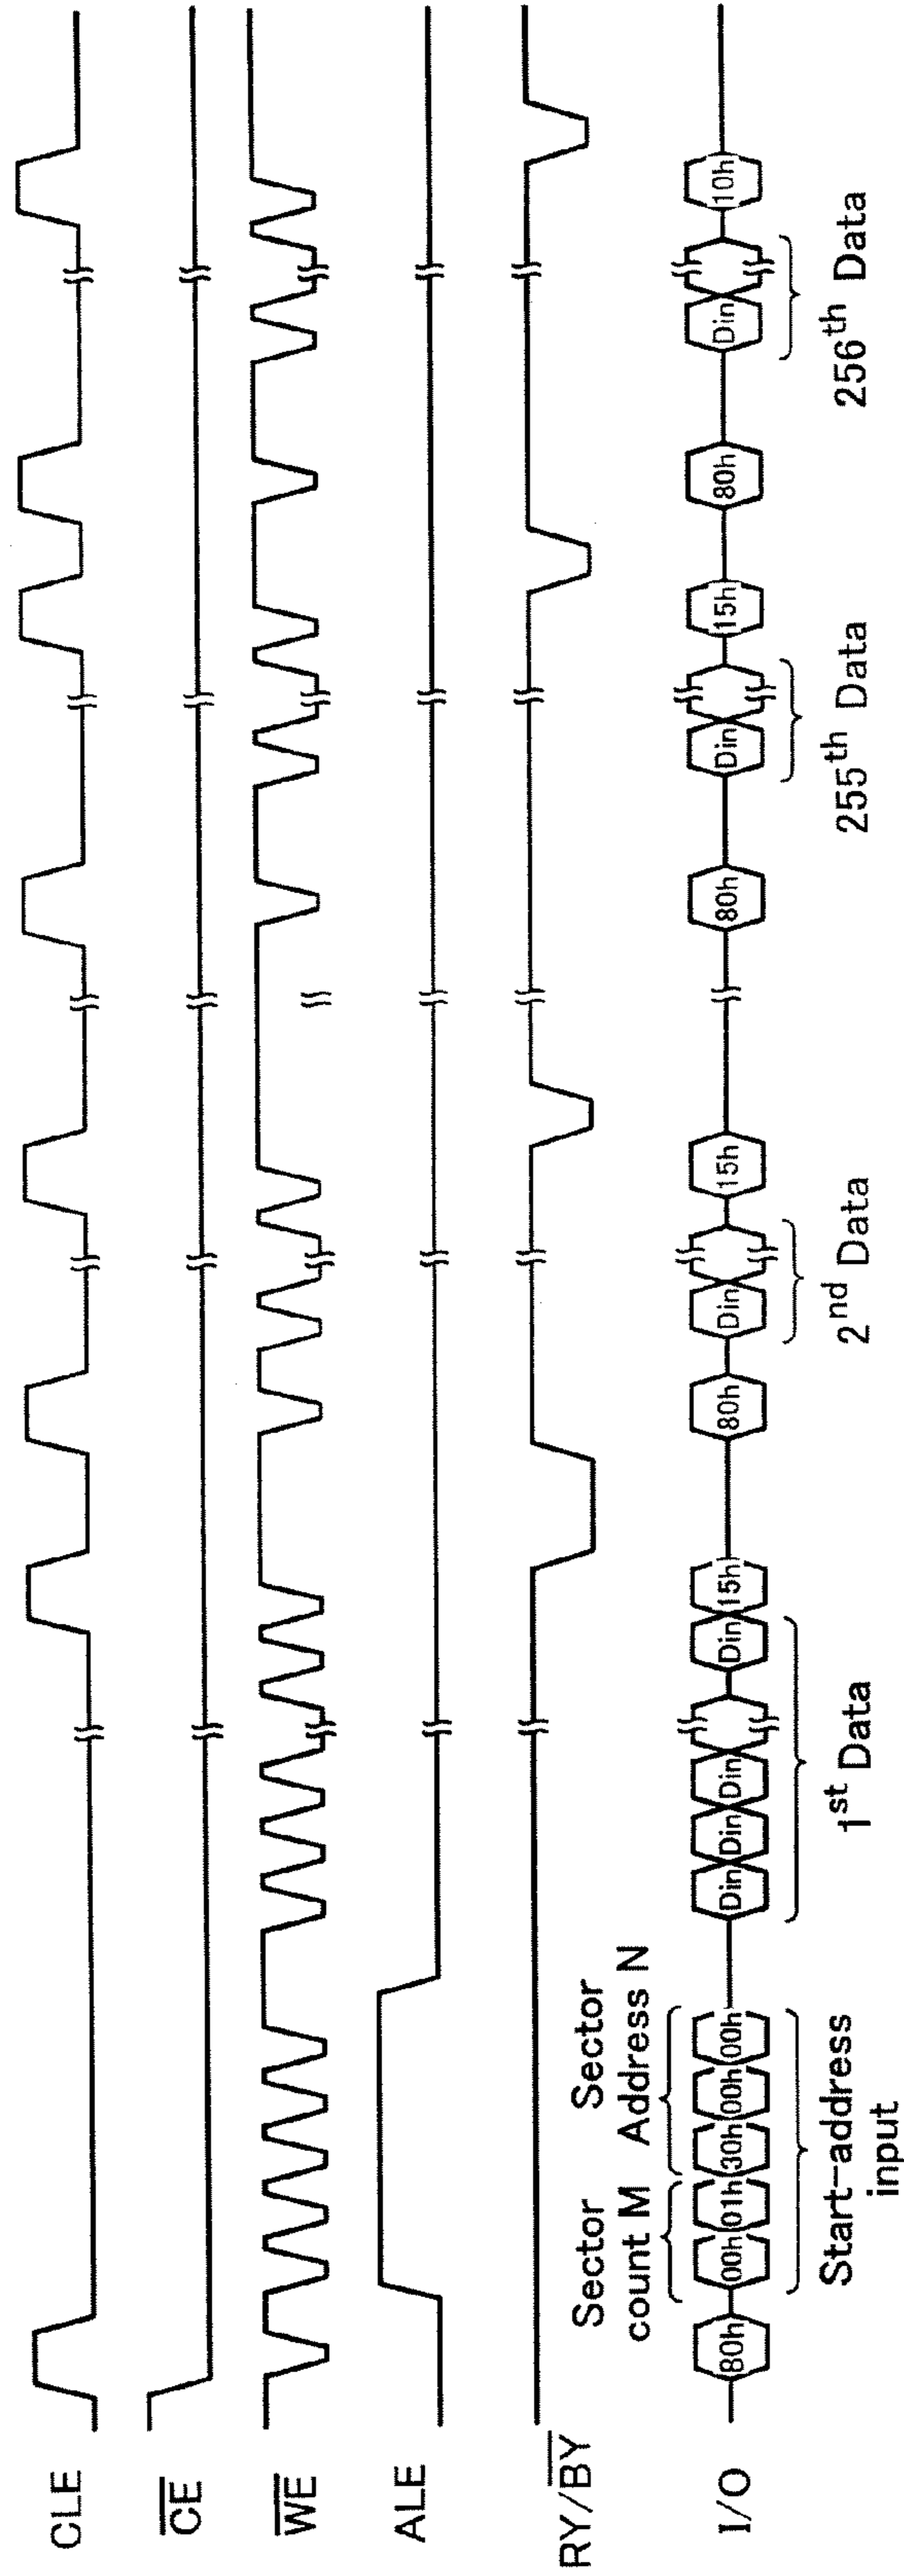 CLE
CE
WE
ALE
RY/BY
Sector
count M
Sector
Address N
I/O
80h 00h 01h 30h 00h 00h Din Din Din Din 15h 80h Din 15h 80h Din 15h 80h Din 10h
Start-address
input
1st Data
2nd Data
255th Data
256th Data